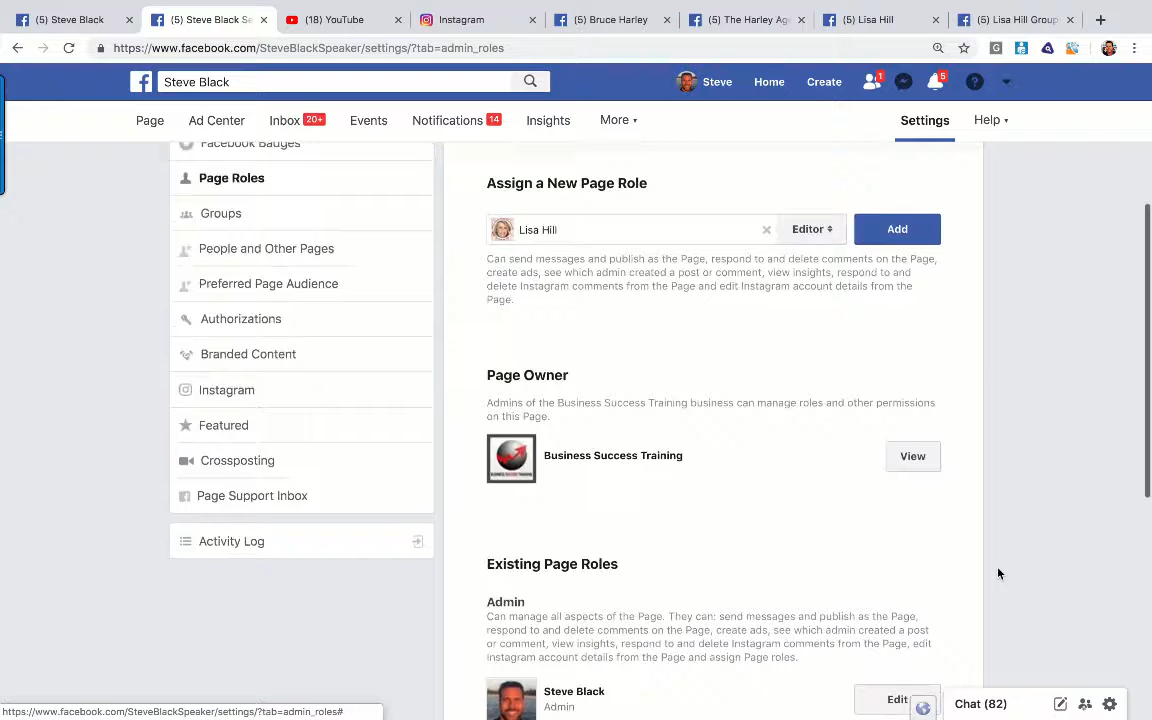 (5) Steve Black
(5) Steve Black Se
(18) YouTube
Instagram
(5) Bruce Harley
(5) The Harley Ag
(5) Lisa Hill
(5) Lisa Hill Group
https://www.facebook.com/SteveBlackSpeaker/settings/?tab=admin_roles
Steve Black
Steve
Home
Create
1
5
Page
Ad Center
Inbox 20+
Events
Notifications 14
Insights
More
Settings
Help
Facebook Badges
Page Roles
Groups
People and Other Pages
Preferred Page Audience
Authorizations
Branded Content
Instagram
Featured
Crossposting
Page Support Inbox
Activity Log
Assign a New Page Role
Lisa Hill
Editor
Add
Can send messages and publish as the Page, respond to and delete comments on the Page,
create ads, see which admin created a post or comment, view insights, respond to and
delete Instagram comments from the Page and edit Instagram account details from the
Page.
Page Owner
Admins of the Business Success Training business can manage roles and other permissions
on this Page.
Business Success Training
View
Existing Page Roles
Admin
Can manage all aspects of the Page. They can: send messages and publish as the Page,
respond to and delete comments on the Page, create ads, see which admin created a post
or comment, view insights, respond to and delete Instagram comments from the Page, edit
instagram account details from the Page and assign Page roles.
Steve Black
Admin
Edit
Chat (82)
https://www.facebook.com/SteveBlackSpeaker/settings/?tab=admin_roles#